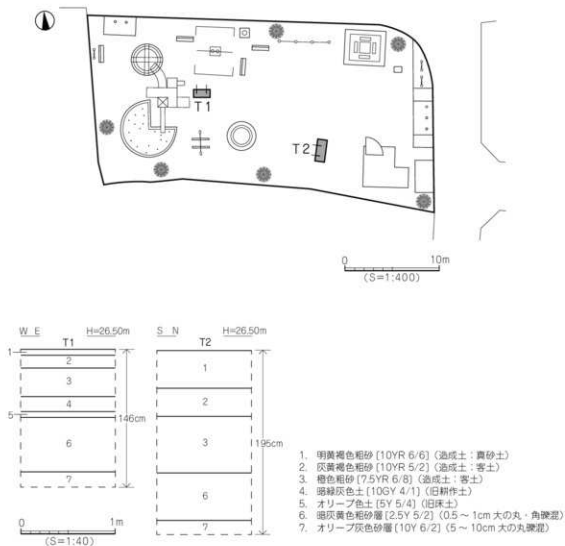 T1
T2
0 10m
(S=1:400)
W E H=26.50m
T1
1
2
3
4
5
6
7
146cm
0 1m
(S=1:40)
S N H=26.50m
T2
1
2
3
6
7
195cm
1. 明黄褐色粗砂 [10YR 6/6] (造成土:真砂土)
2. 灰黄褐色粗砂 [10YR 5/2] (造成土:客土)
3. 橙色粗砂 [7.5YR 6/8] (造成土:客土)
4. 暗緑灰色土 [10GY 4/1] (旧耕作土)
5. オリーブ色土 [5Y 5/4] (旧床土)
6. 暗灰黄色粗砂層 [2.5Y 5/2] (0.5 ~ 1cm 大の丸・角礫混)
7. オリーブ灰色砂層 [10Y 6/2] (5 ~ 10cm 大の丸礫混)